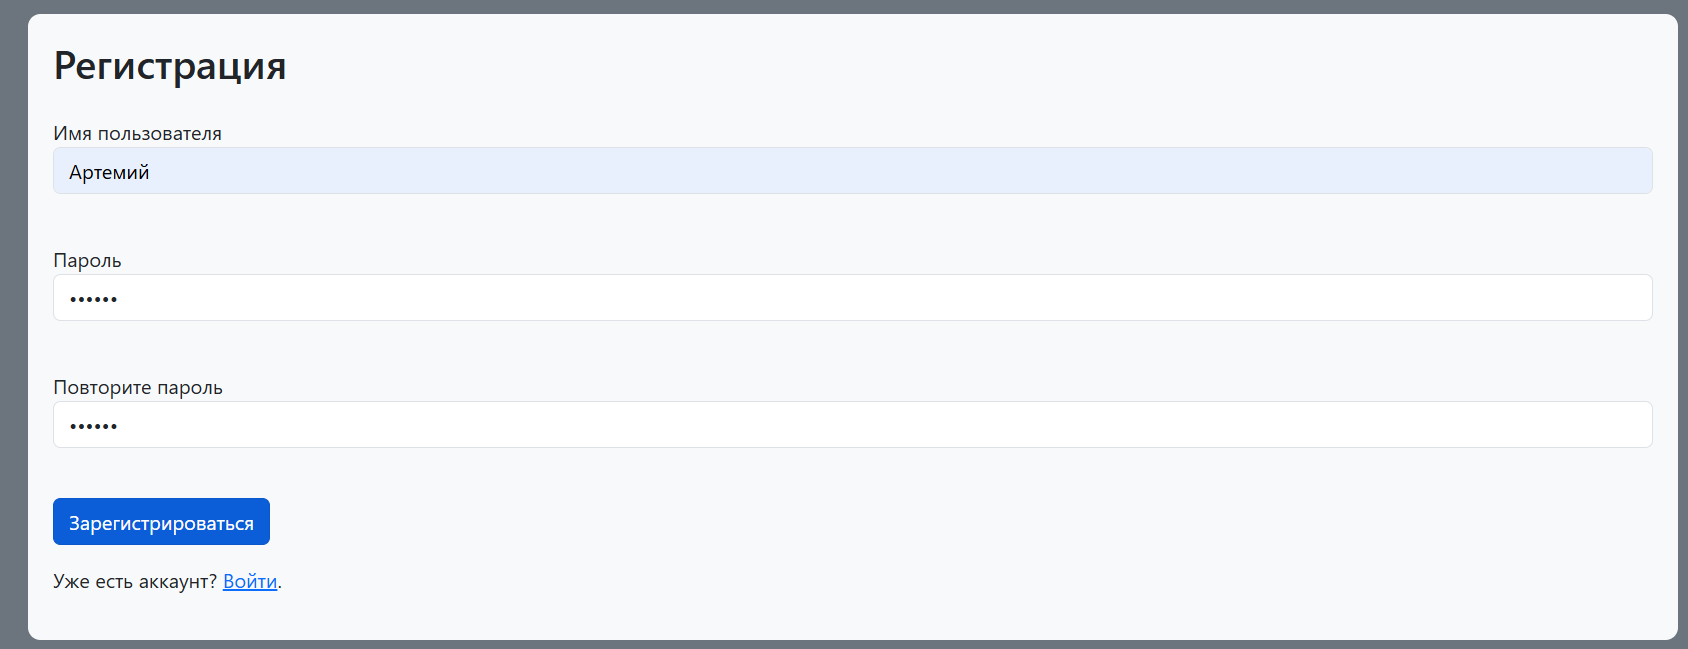 Регистрация
Имя пользователя
Артемий
Пароль
••••••
Повторите пароль
••••••
Зарегистрироваться
Уже есть аккаунт? Войти.